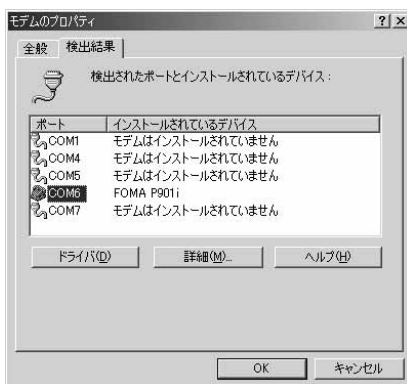 モデムのプロパティ
全般 検出結果
検出されたポートとインストールされているデバイス:
ポート インストールされているデバイス
COM1 モデムはインストールされていません
COM4 モデムはインストールされていません
COM5 モデムはインストールされていません
COM6 FOMA P901i
COM7 モデムはインストールされていません
ドライバ(D) 詳細(M)... ヘルプ(H)
OK キャンセル